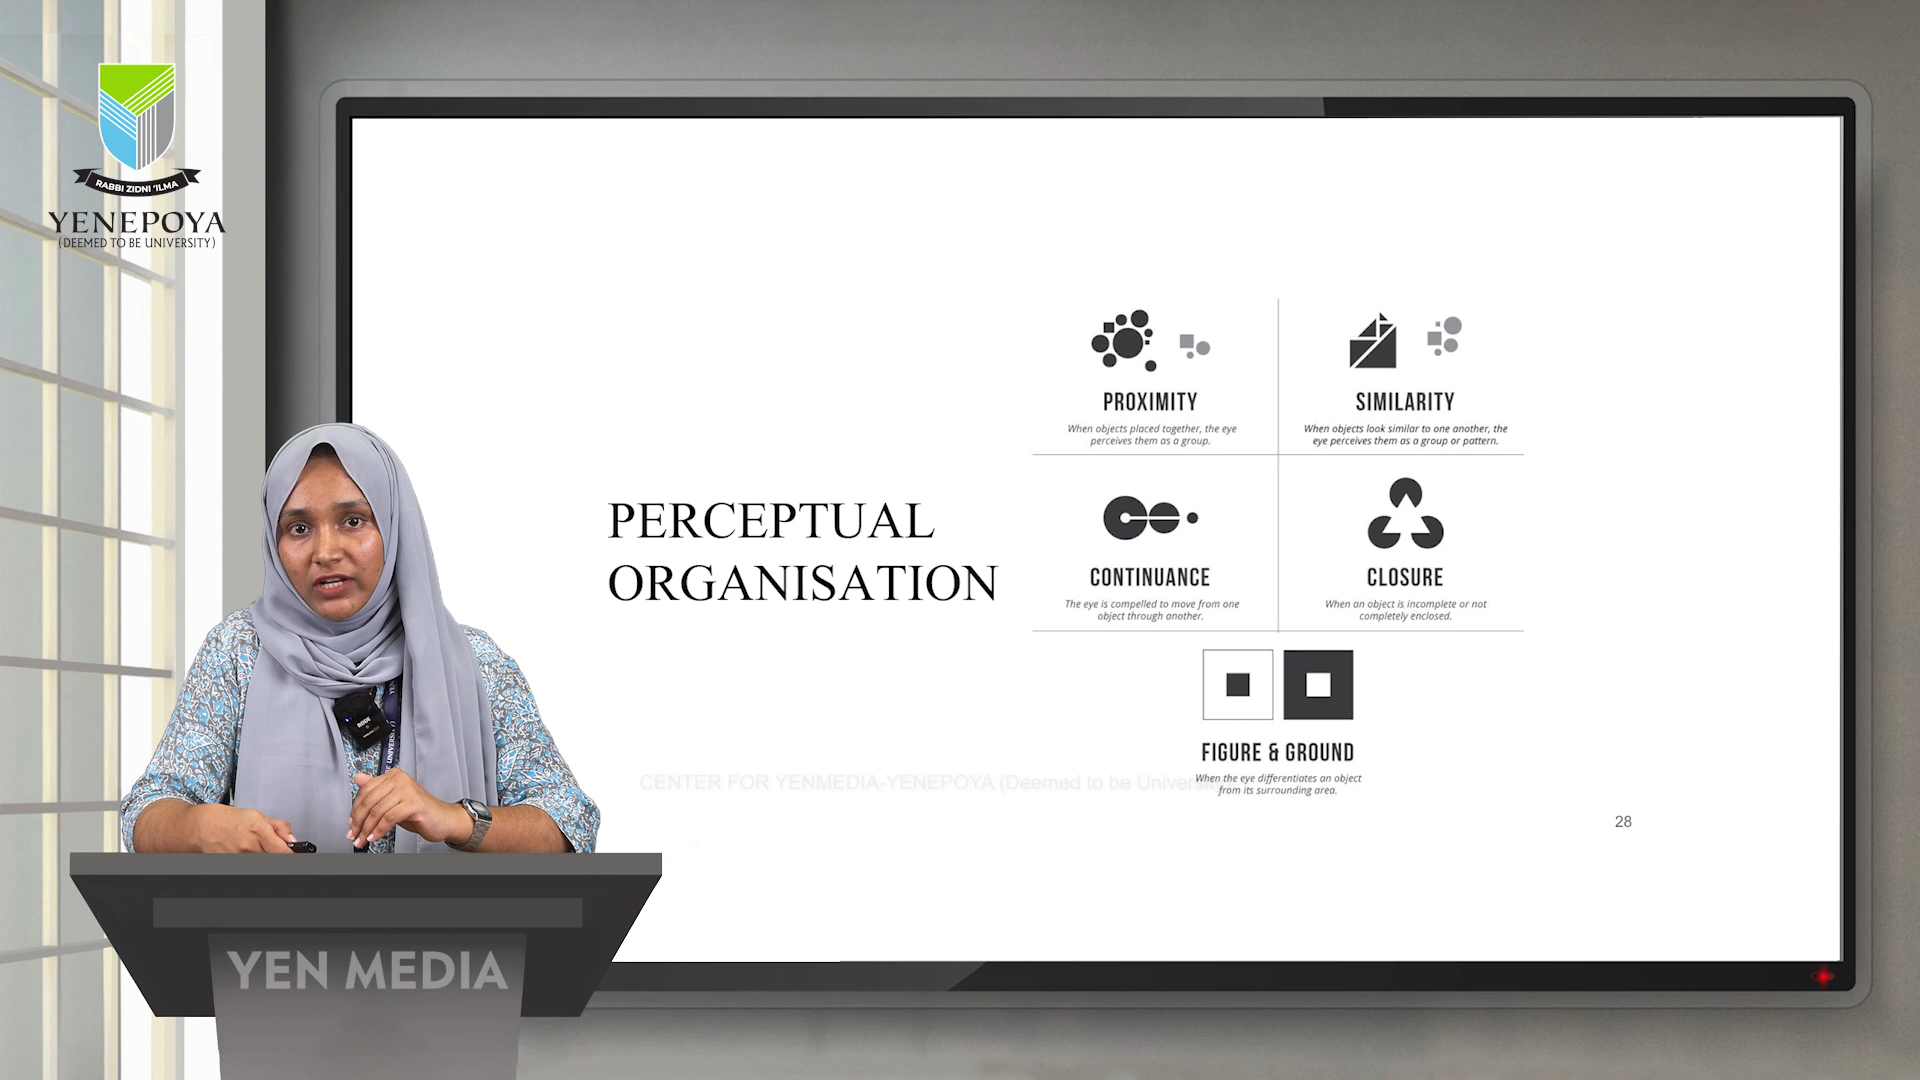 RABBI ZIDNI 'ILMA
YENEPOYA
(DEEMED TO BE UNIVERSITY)
PERCEPTUAL
ORGANISATION
PROXIMITY
When objects placed together, the eye
perceives them as a group.
SIMILARITY
When objects look similar to one another, the
eye perceives them as a group or pattern.
CONTINUANCE
The eye is compelled to move from one
object through another.
CLOSURE
When an object is incomplete or not
completely enclosed.
FIGURE & GROUND
When the eye differentiates an object
from its surrounding area.
CENTER FOR YENMEDIA-YENEPOYA (Deemed to be
28
RODE
YEN MEDIA